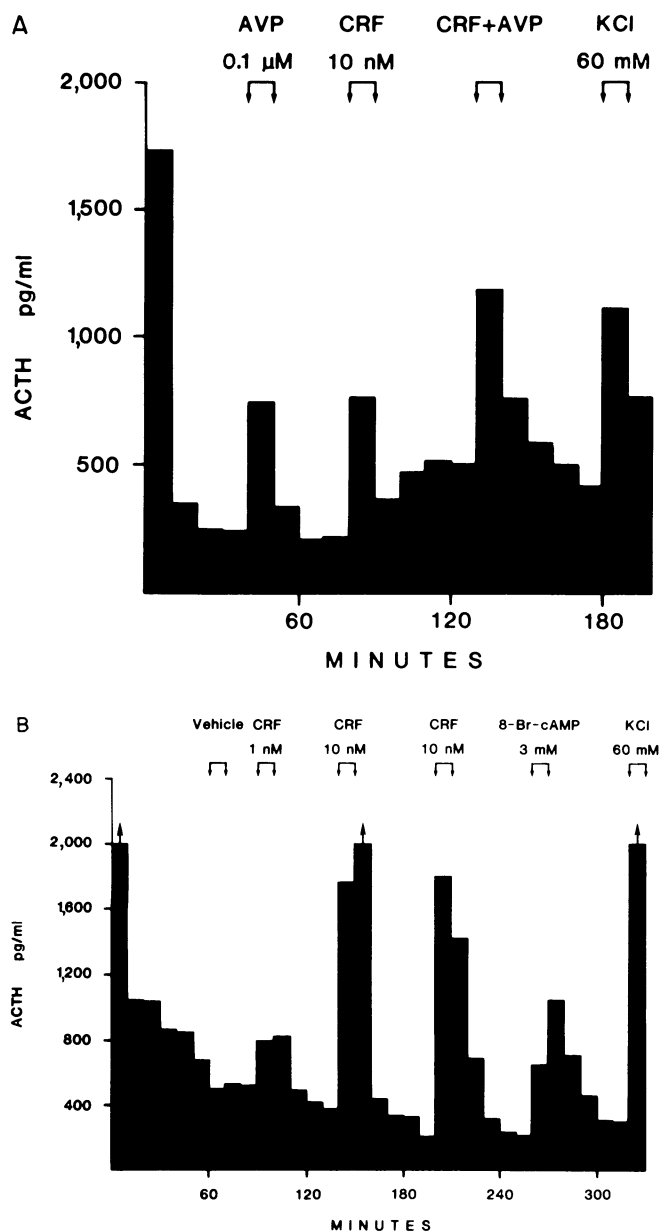 A
AVP CRF CRF+AVP KCl
0.1 μM 10 nM 60 mM
2,000
1,500
1,000
500
ACTH pg/ml
60 120 180
MINUTES
B
Vehicle CRF CRF CRF 8-Br-cAMP KCl
1 nM 10 nM 10 nM 3 mM 60 mM
2,400
2,000
1,600
1,200
800
400
ACTH pg/ml
60 120 180 240 300
MINUTES